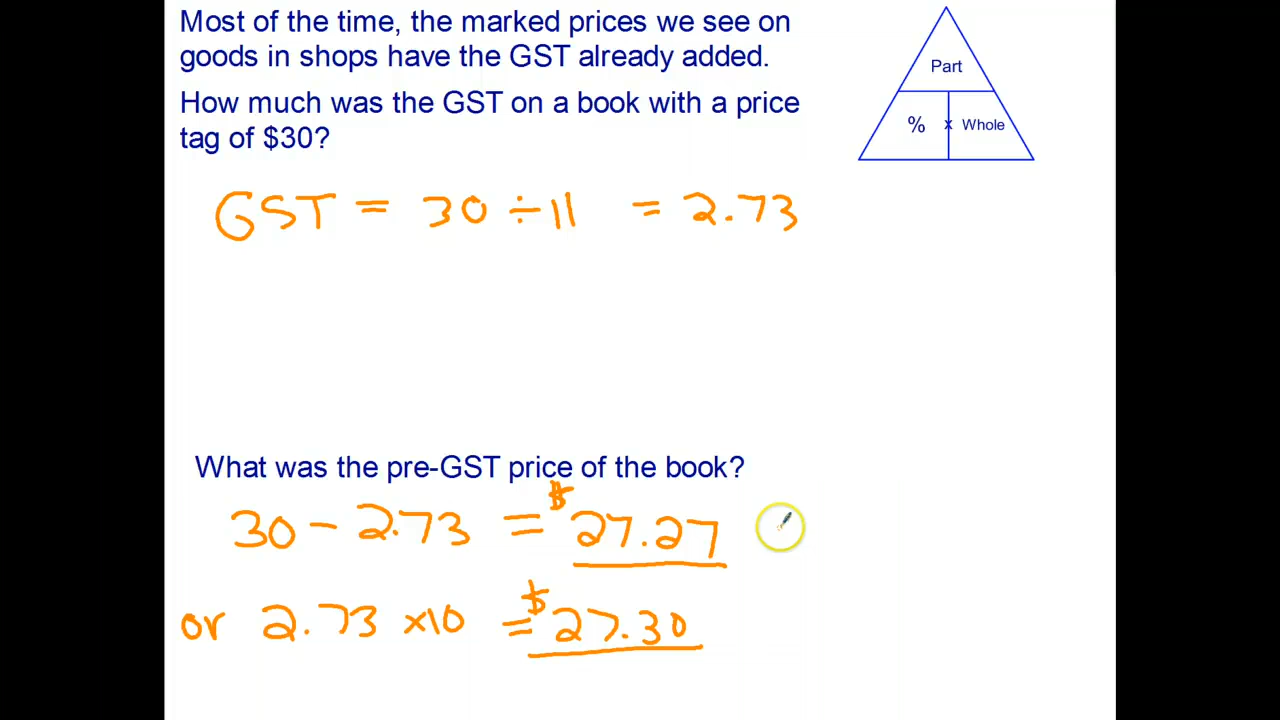 Most of the time, the marked prices we see on
goods in shops have the GST already added.
How much was the GST on a book with a price
tag of $30?
Part
% x Whole
GST = 30 ÷ 11 = 2.73
What was the pre-GST price of the book?
30 - 2.73 = $27.27
or 2.73 ×10 = $27.30